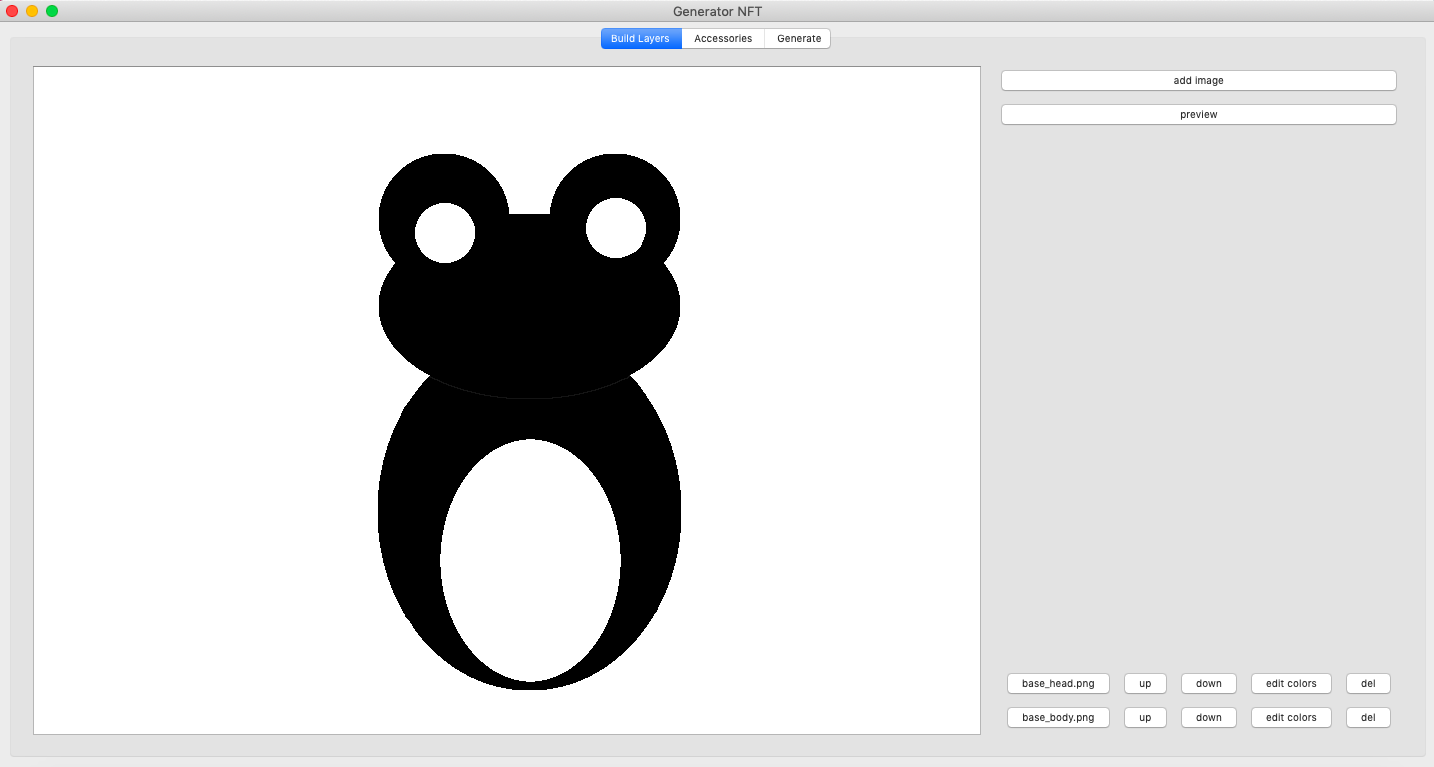 Generator NFT
Build Layers Accessories Generate
add image
preview
base_head.png up down edit colors del
base_body.png up down edit colors del